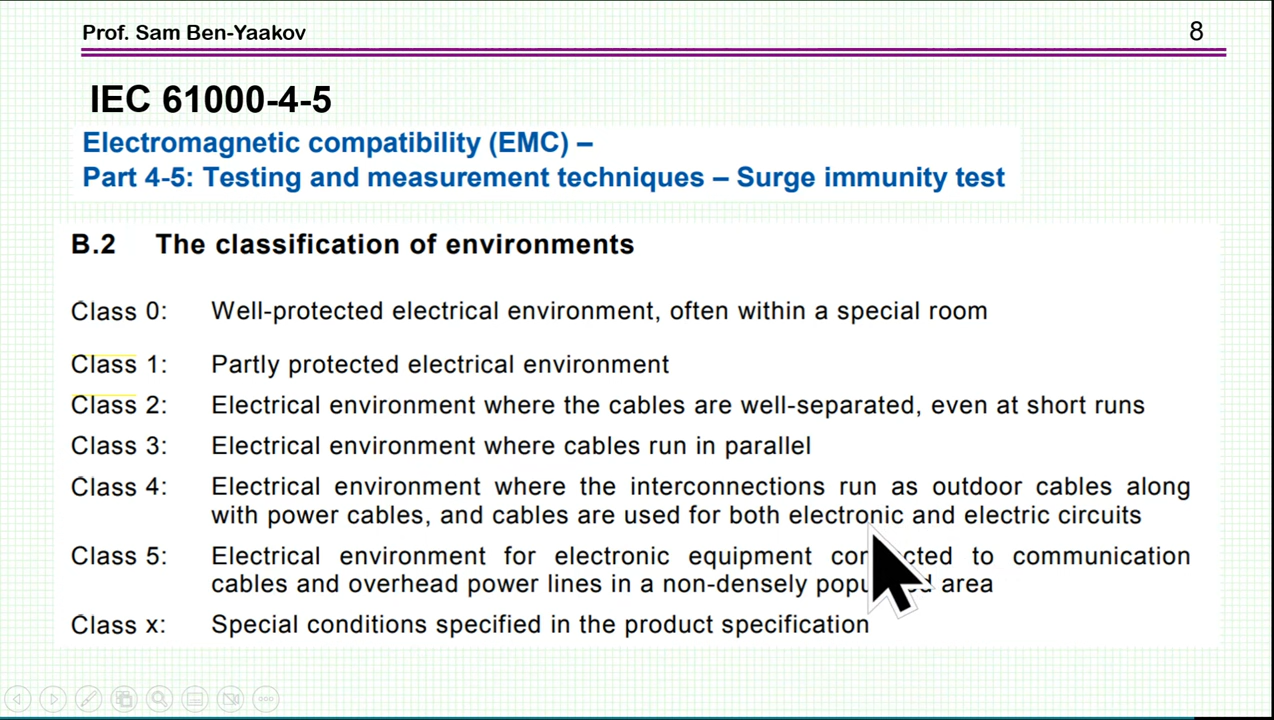 Prof. Sam Ben-Yaakov
8
IEC 61000-4-5
Electromagnetic compatibility (EMC) –
Part 4-5: Testing and measurement techniques – Surge immunity test
B.2 The classification of environments
Class 0: Well-protected electrical environment, often within a special room
Class 1: Partly protected electrical environment
Class 2: Electrical environment where the cables are well-separated, even at short runs
Class 3: Electrical environment where cables run in parallel
Class 4: Electrical environment where the interconnections run as outdoor cables along
with power cables, and cables are used for both electronic and electric circuits
Class 5: Electrical environment for electronic equipment connected to communication
cables and overhead power lines in a non-densely populated area
Class x: Special conditions specified in the product specification